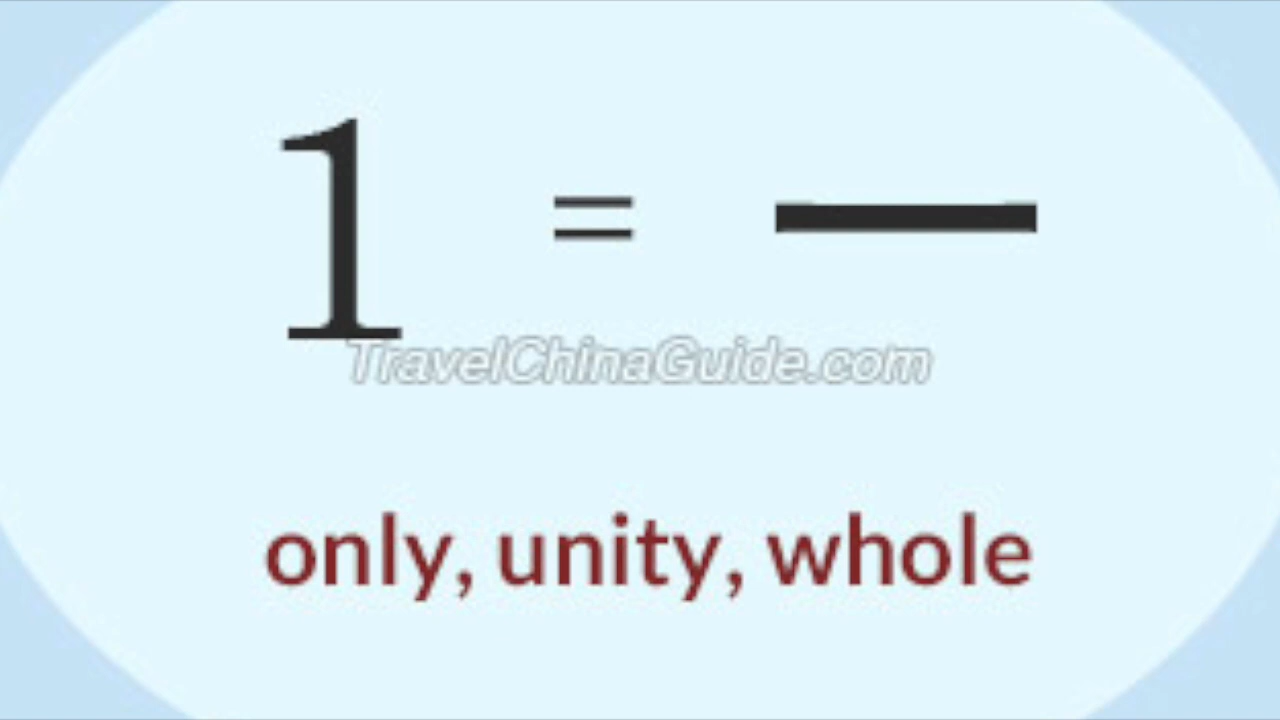 1 = 一
TravelChinaGuide.com
only, unity, whole